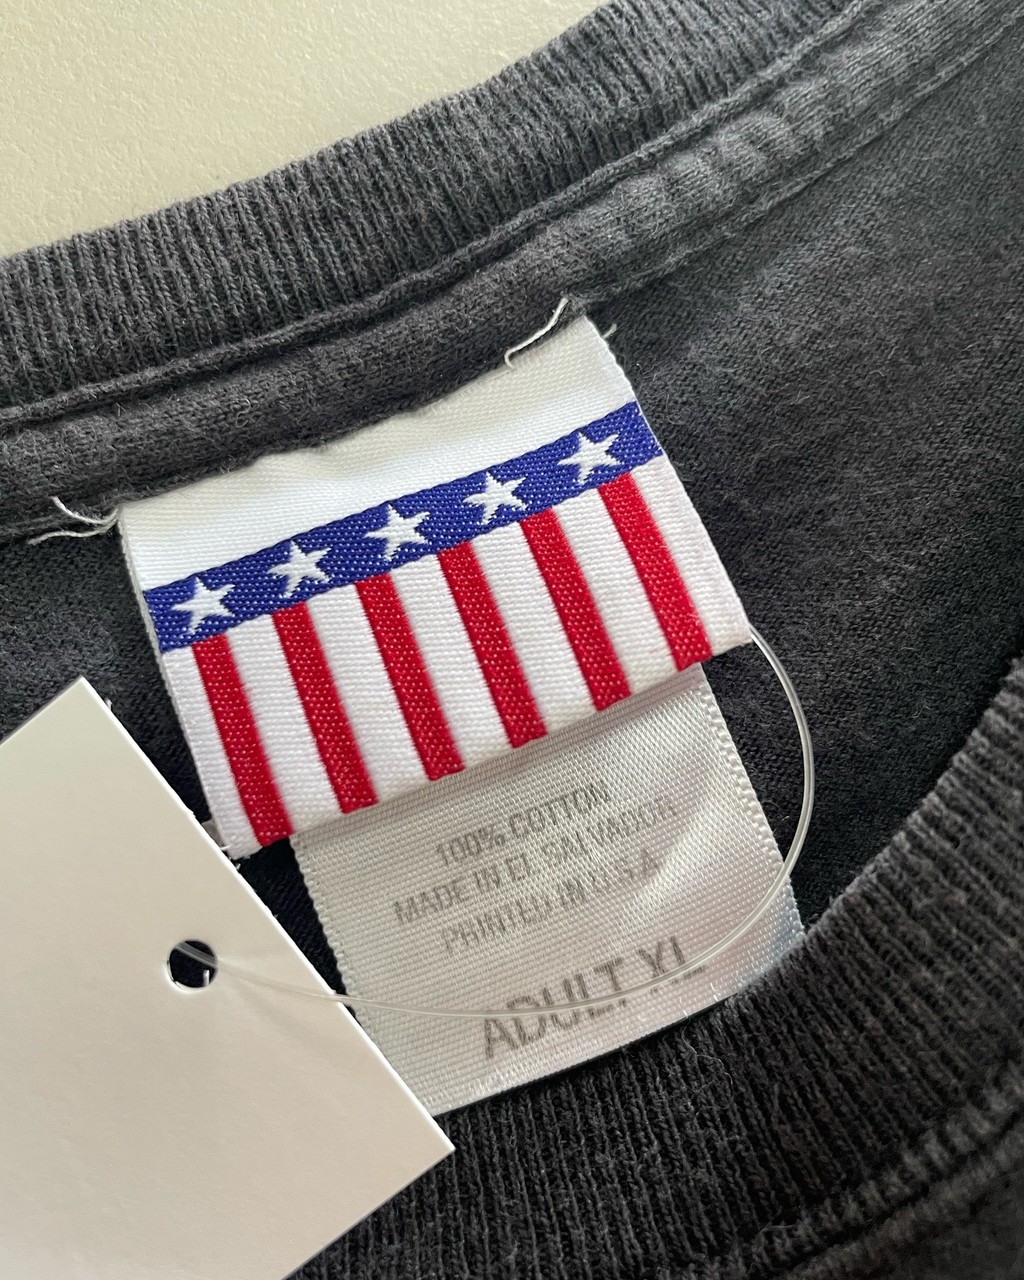 100% COTTON
MADE IN EL SALVADOR
PRINTED IN U.S.A.
ADULT XL